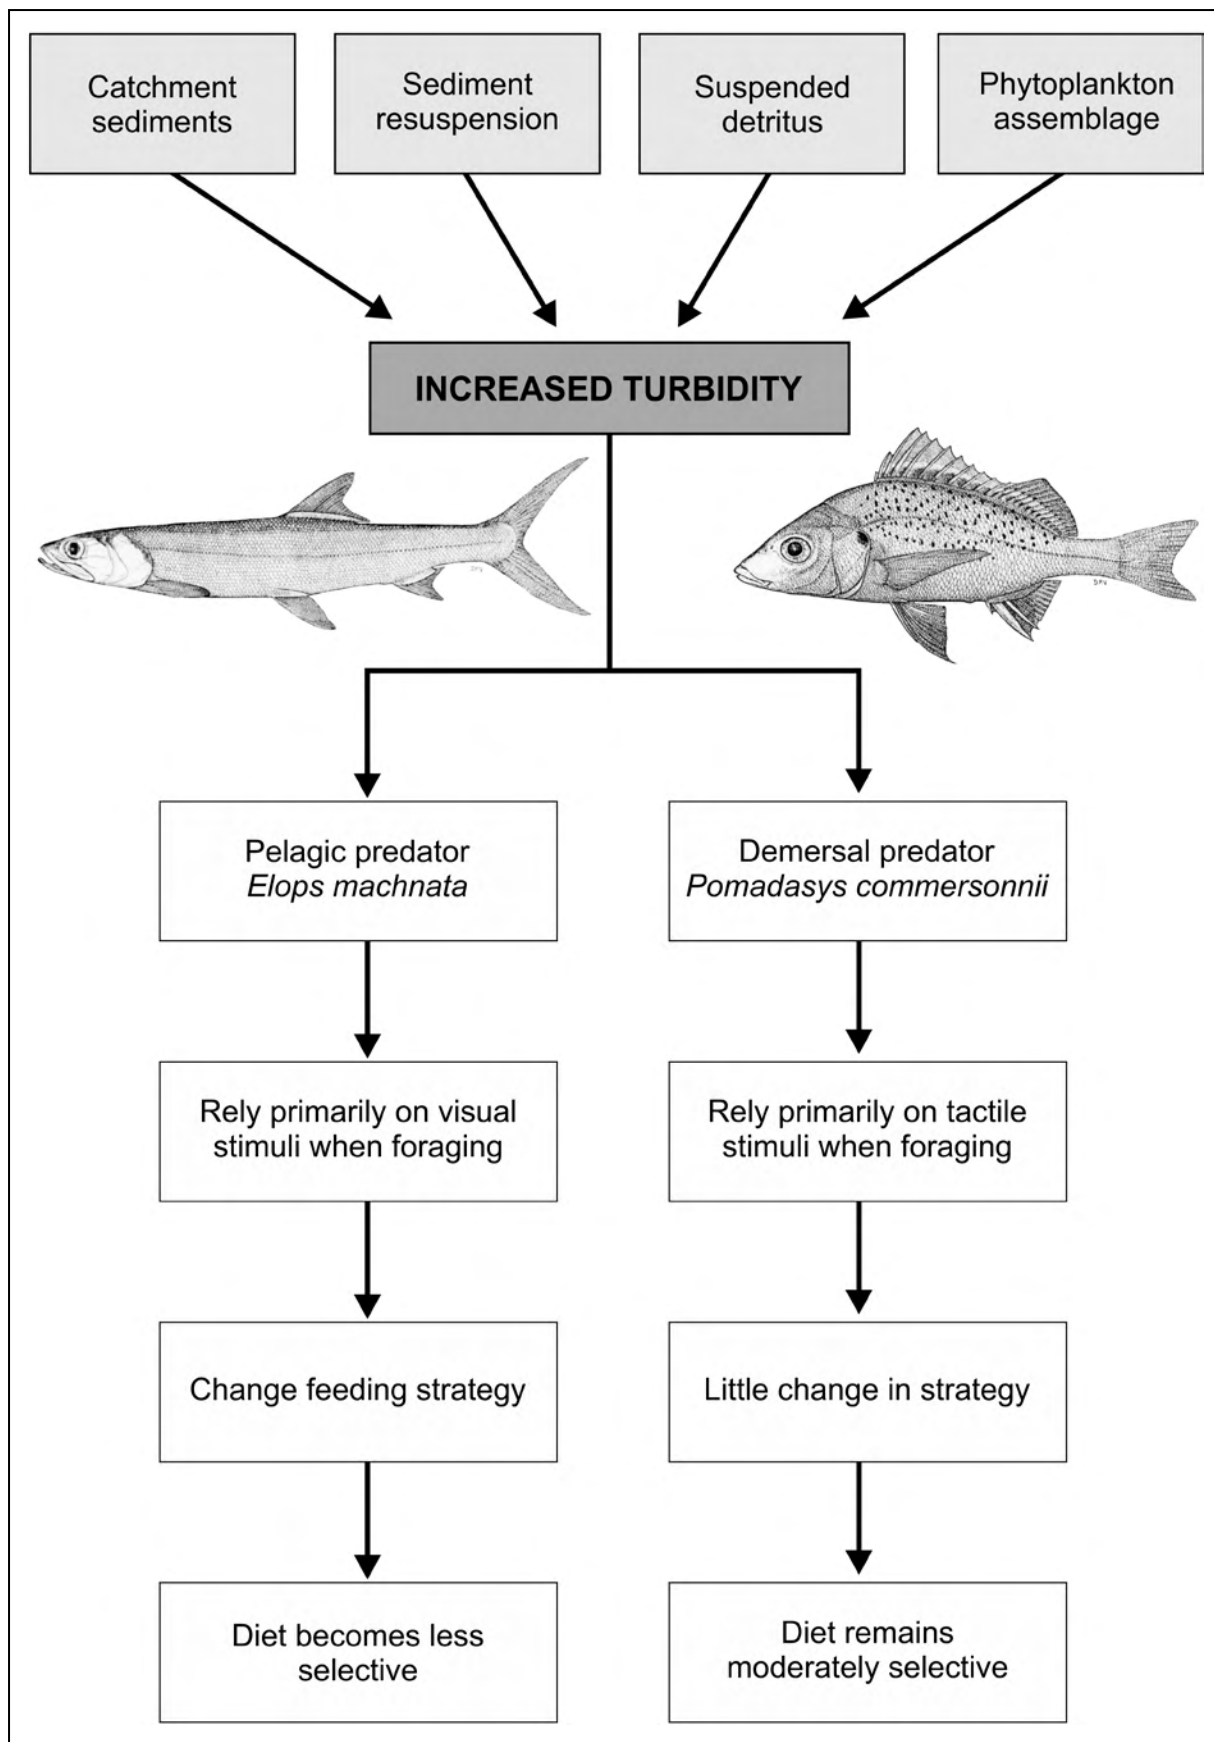 Catchment
sediments
Sediment
resuspension
Suspended
detritus
Phytoplankton
assemblage
INCREASED TURBIDITY
Pelagic predator
Elops machnata
Demersal predator
Pomadasys commersonnii
Rely primarily on visual
stimuli when foraging
Rely primarily on tactile
stimuli when foraging
Change feeding strategy
Little change in strategy
Diet becomes less
selective
Diet remains
moderately selective